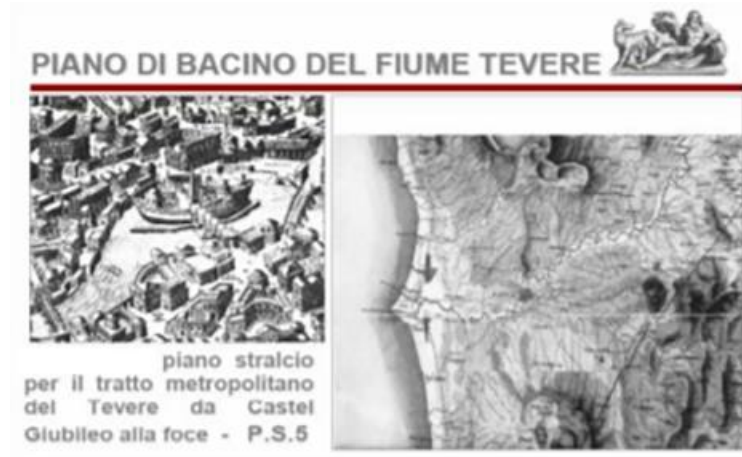 PIANO DI BACINO DEL FIUME TEVERE
piano stralcio
per il tratto metropolitano
del Tevere da Castel
Giubileo alla foce - P.S.5